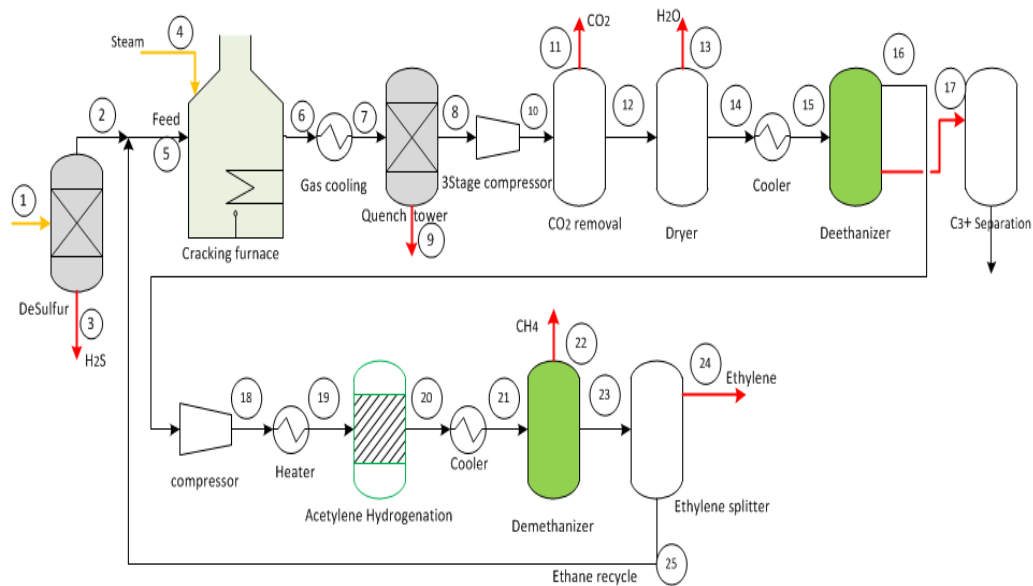 4
CO2
H2O
16
Steam
11
13
2
Feed
6
7
8
10
12
14
15
17
5
Gas cooling
3Stage compressor
1
Quench tower
CO2 removal
Dryer
Deethanizer
C3+ Separation
Cooler
Cracking furnace
9
DeSulfur
3
H2S
CH4
22
24
Ethylene
18
19
20
21
23
compressor
Heater
Cooler
Acetylene Hydrogenation
Demethanizer
Ethylene splitter
Ethane recycle
25